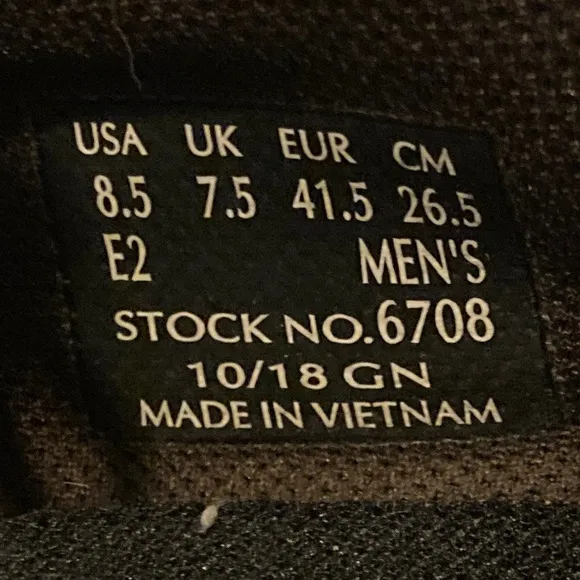 USA UK EUR CM
8.5 7.5 41.5 26.5
E2 MEN'S
STOCK NO.6708
10/18 GN
MADE IN VIETNAM